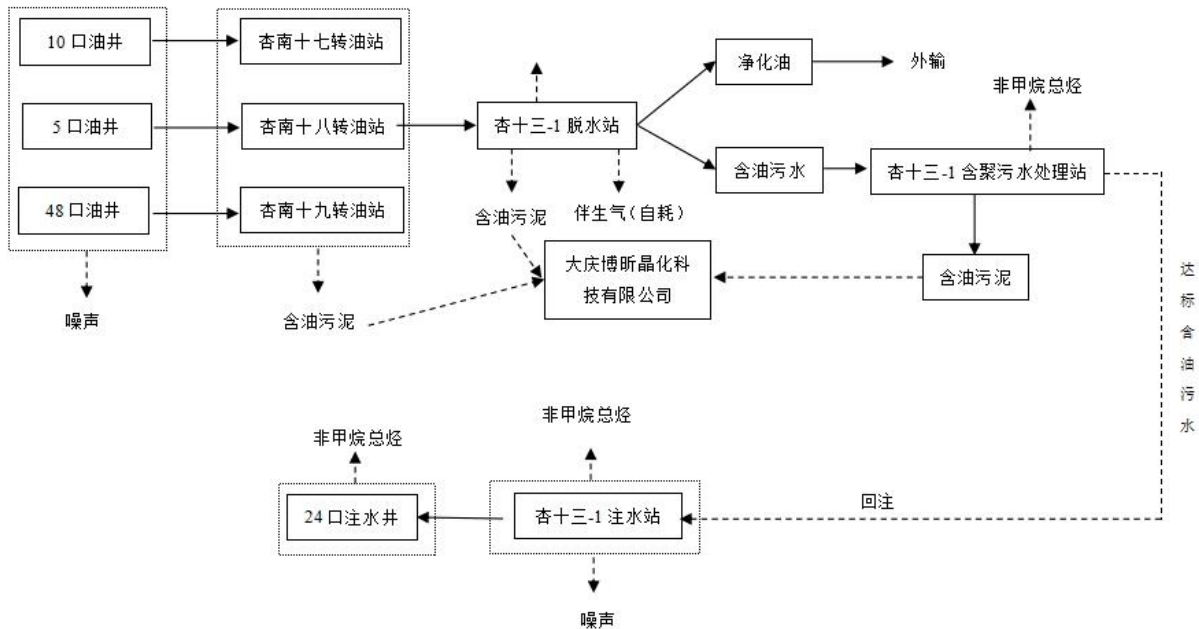 10 口油井
杏南十七转油站
净化油
外输
非甲烷总烃
5 口油井
杏南十八转油站
杏十三-1 脱水站
含油污水
杏十三-1 含聚污水处理站
48 口油井
杏南十九转油站
含油污泥
伴生气（自耗）
大庆博昕晶化科
技有限公司
含油污泥
达标含油污水
噪声
含油污泥
非甲烷总烃
非甲烷总烃
24 口注水井
杏十三-1 注水站
回注
噪声